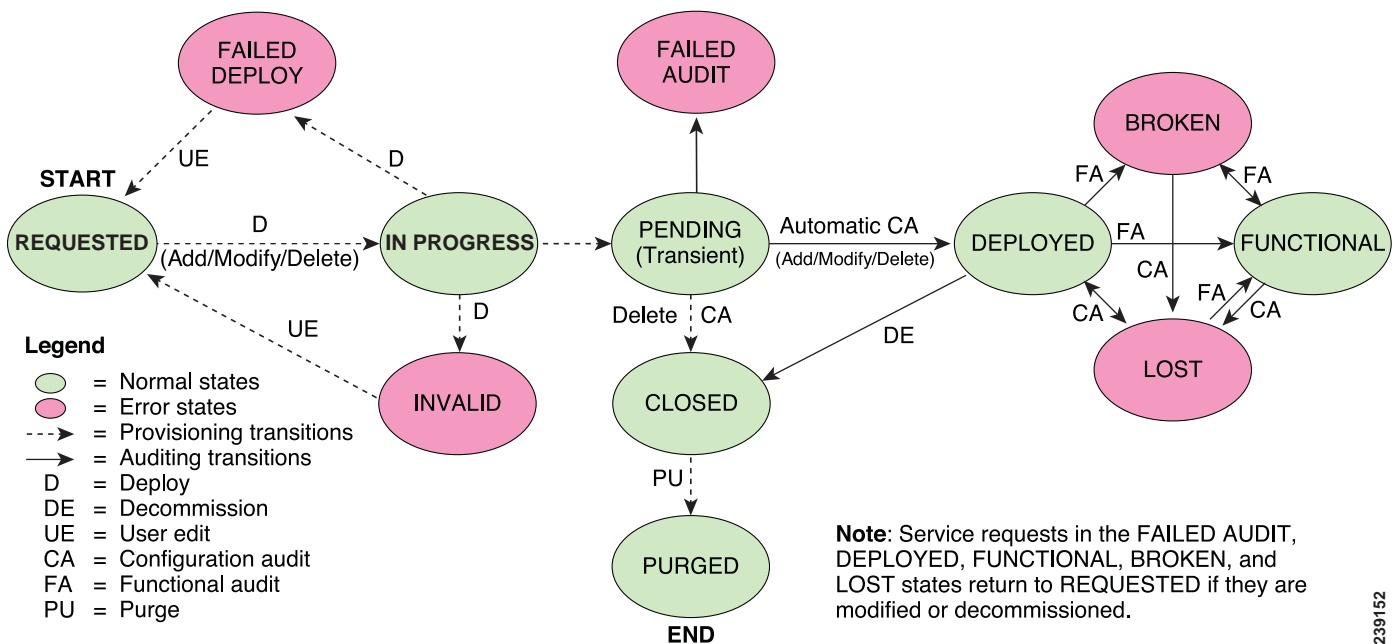 FAILED
DEPLOY
FAILED
AUDIT
BROKEN
UE
D
FA
FA
START
REQUESTED
D
(Add/Modify/Delete)
IN PROGRESS
PENDING
(Transient)
Automatic CA
(Add/Modify/Delete)
DEPLOYED
FA
FUNCTIONAL
CA
FA
CA
CA
D
Delete
CA
UE
DE
INVALID
CLOSED
LOST
Legend
= Normal states
= Error states
= Provisioning transitions
= Auditing transitions
D = Deploy
DE = Decommission
UE = User edit
CA = Configuration audit
FA = Functional audit
PU = Purge
PU
PURGED
END
Note: Service requests in the FAILED AUDIT,
DEPLOYED, FUNCTIONAL, BROKEN, and
LOST states return to REQUESTED if they are
modified or decommissioned.
239152